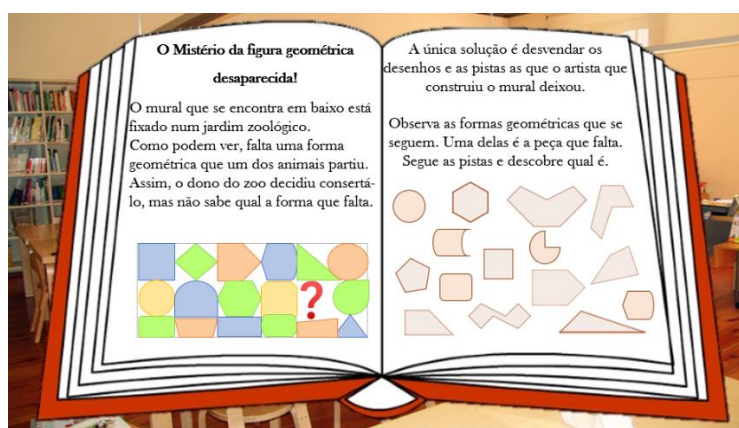 O Mistério da figura geométrica
desaparecida!
O mural que se encontra em baixo está
fixado num jardim zoológico.
Como podem ver, falta uma forma
geométrica que um dos animais partiu.
Assim, o dono do zoo decidiu consertá-
lo, mas não sabe qual a forma que falta.
?
A única solução é desvendar os
desenhos e as pistas as que o artista que
construiu o mural deixou.
Observa as formas geométricas que se
seguem. Uma delas é a peça que falta.
Segue as pistas e descobre qual é.